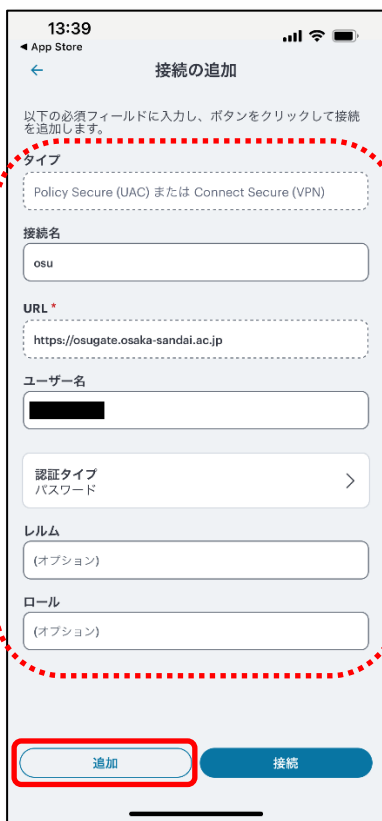 13:39
◀ App Store
接続の追加
以下の必須フィールドに入力し、ボタンをクリックして接続
を追加します。
タイプ
Policy Secure (UAC) または Connect Secure (VPN)
接続名
osu
URL *
https://osugate.osaka-sandai.ac.jp
ユーザー名
認証タイプ
パスワード
レルム
(オプション)
ロール
(オプション)
追加
接続